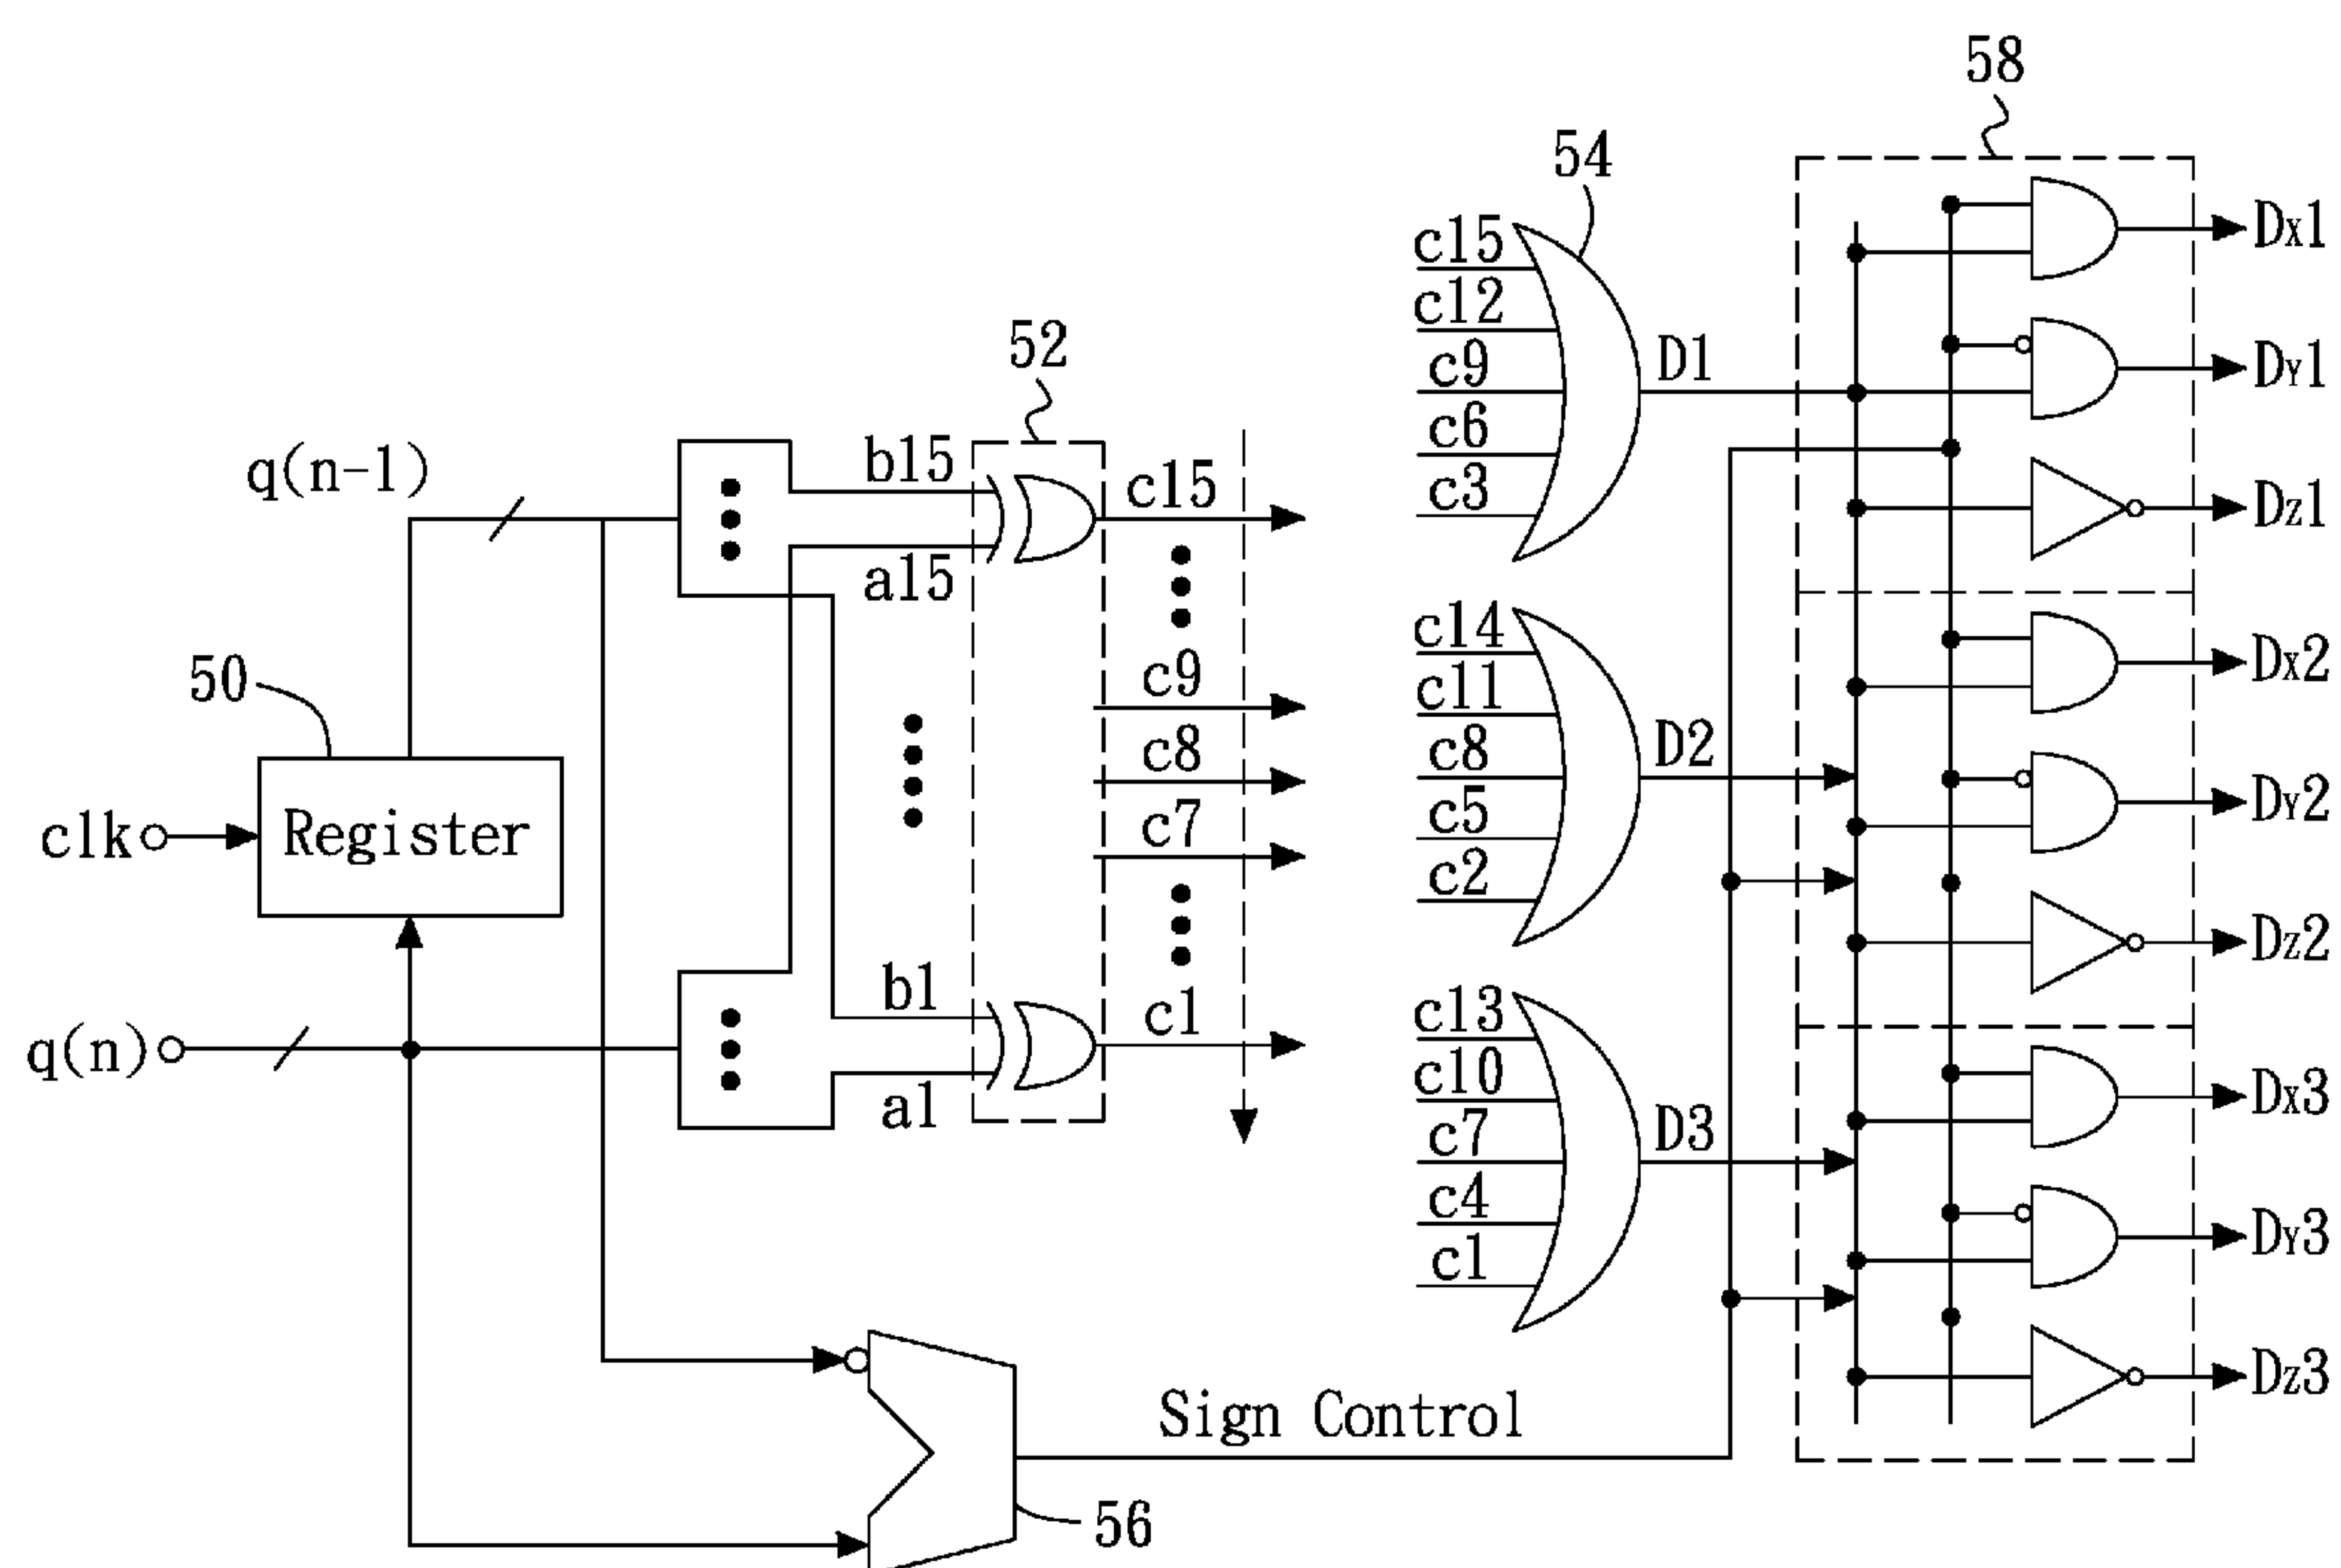 58
54
c15
c12
c9
c6
c3
D1
DX1
DY1
DZ1
52
q(n-1)
b15
a15
c15
c9
c8
c7
c1
50
clk
Register
q(n)
b1
a1
c14
c11
c8
c5
c2
D2
DX2
DY2
DZ2
c13
c10
c7
c4
c1
D3
DX3
DY3
DZ3
Sign Control
56